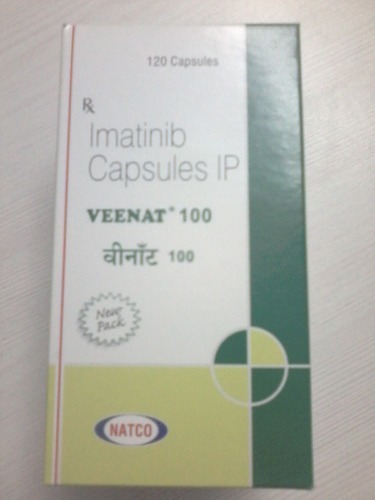 120 Capsules
℞
Imatinib
Capsules IP
VEENAT® 100
वीनॉट 100
New
Pack
NATCO